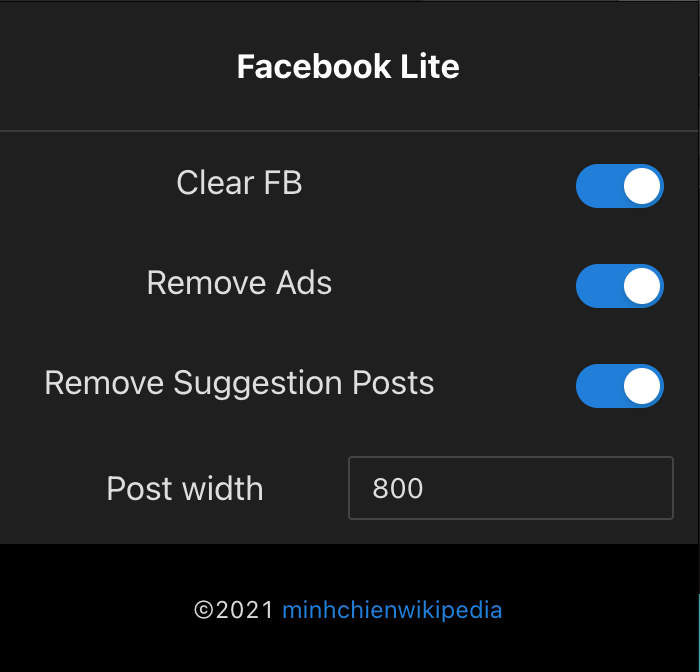 Facebook Lite
Clear FB
Remove Ads
Remove Suggestion Posts
Post width 800
©2021 minhchienwikipedia